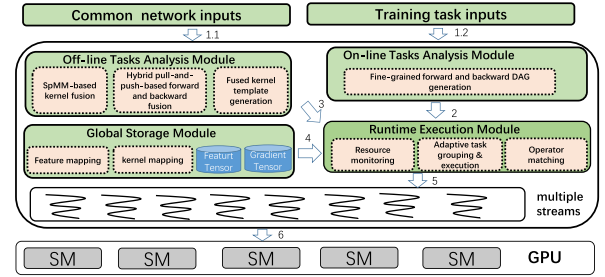 Common network inputs
Training task inputs
1.1
1.2
Off-line Tasks Analysis Module
SpMM-based
kernel fusion
Hybrid pull-and-
push-based forward
and backward
fusion
Fused kernel
template
generation
On-line Tasks Analysis Module
Fine-grained forward and backward DAG
generation
3
2
Global Storage Module
Feature mapping
kernel mapping
Featurt
Tensor
Gradient
Tensor
4
Runtime Execution Module
Resource
monitoring
Adaptive task
grouping &
execution
Operator
matching
5
multiple
streams
6
SM
SM
SM
SM
SM
GPU